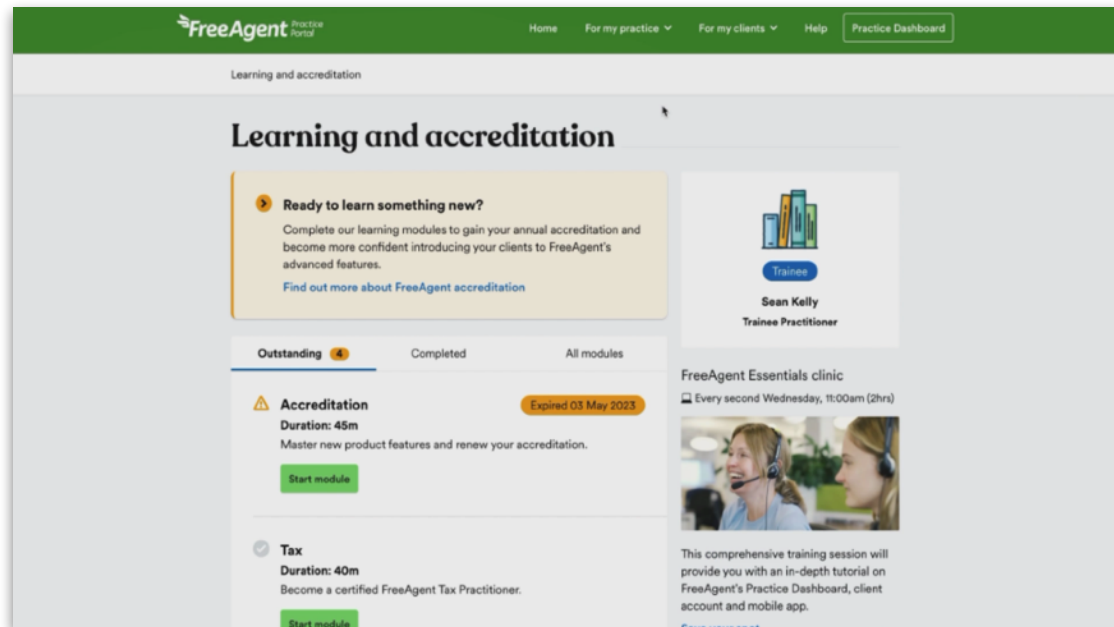 FreeAgent Practice Portal
Home
For my practice
For my clients
Help
Practice Dashboard
Learning and accreditation
Learning and accreditation
Ready to learn something new?
Complete our learning modules to gain your annual accreditation and
become more confident introducing your clients to FreeAgent's
advanced features.
Find out more about FreeAgent accreditation
Outstanding 4
Completed
All modules
Accreditation
Expired 03 May 2023
Duration: 45m
Master new product features and renew your accreditation.
Start module
Tax
Duration: 40m
Become a certified FreeAgent Tax Practitioner.
Start module
Trainee
Sean Kelly
Trainee Practitioner
FreeAgent Essentials clinic
Every second Wednesday, 11:00am (2hrs)
This comprehensive training session will
provide you with an in-depth tutorial on
FreeAgent's Practice Dashboard, client
account and mobile app.